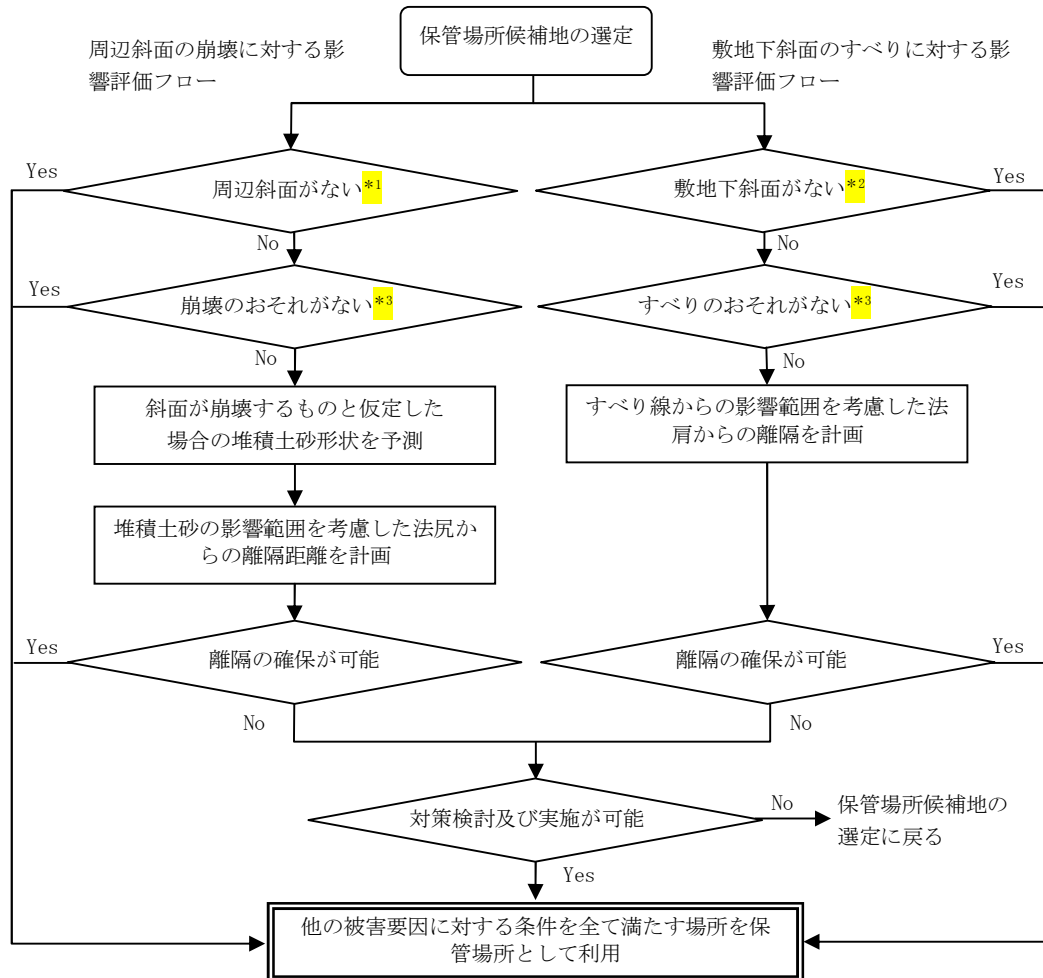 保管場所候補地の選定
周辺斜面の崩壊に対する影
響評価フロー
敷地下斜面のすべりに対する影
響評価フロー
Yes
周辺斜面がない*1
敷地下斜面がない*2
Yes
No
No
Yes
崩壊のおそれがない*3
すべりのおそれがない*3
Yes
No
No
斜面が崩壊するものと仮定した
場合の堆積土砂形状を予測
すべり線からの影響範囲を考慮した法
肩からの離隔を計画
堆積土砂の影響範囲を考慮した法尻か
らの離隔距離を計画
Yes
離隔の確保が可能
離隔の確保が可能
Yes
No
No
対策検討及び実施が可能
No
保管場所候補地の
選定に戻る
Yes
他の被害要因に対する条件を全て満たす場所を保
管場所として利用